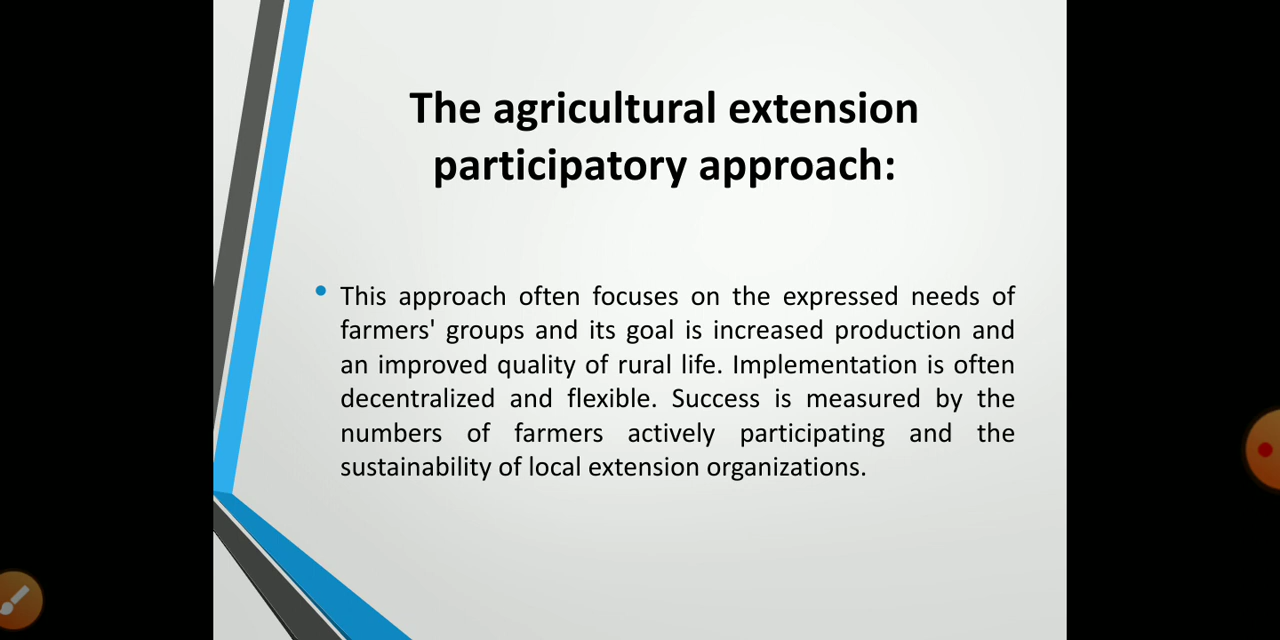 The agricultural extension
participatory approach:
This approach often focuses on the expressed needs of
farmers' groups and its goal is increased production and
an improved quality of rural life. Implementation is often
decentralized and flexible. Success is measured by the
numbers of farmers actively participating and the
sustainability of local extension organizations.